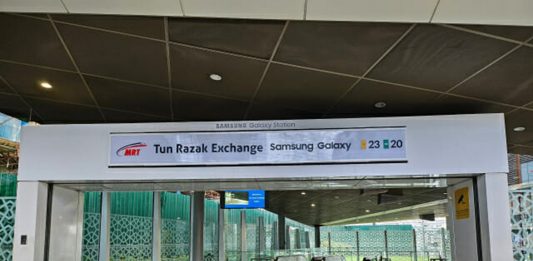 SAMSUNG Galaxy Station
MRT Tun Razak Exchange Samsung Galaxy 23 20